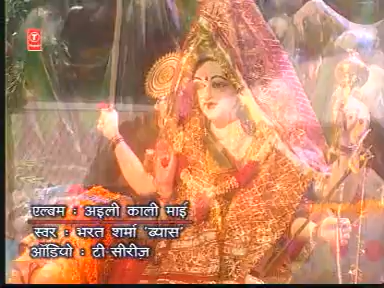 एल्बम : अइली काली माई
स्वर : भरत शर्मा 'ब्यास'
ऑडियो : टी-सीरीज़